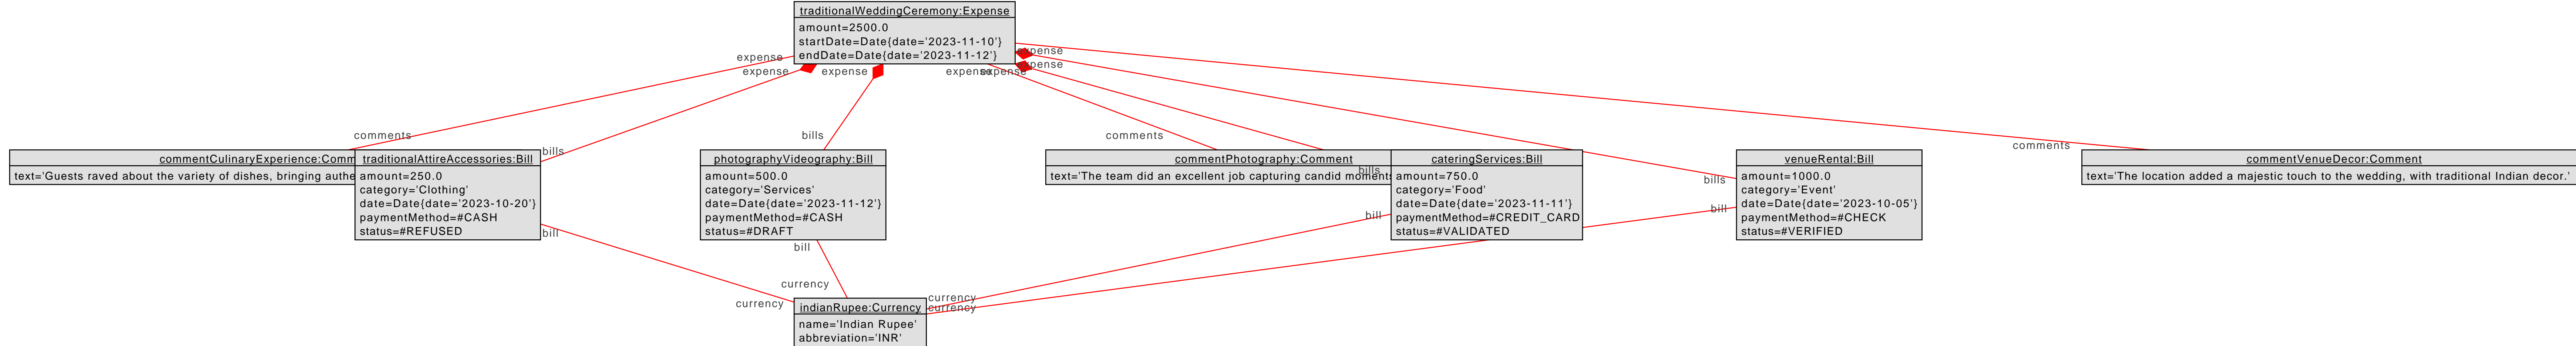 traditionalWeddingCeremony:Expense
amount=2500.0
startDate=Date{date='2023-11-10'}
endDate=Date{date='2023-11-12'}
expense
expense
expense
expense
expense
expense
expense
comments
bills
bills
comments
bills
bills
comments
commentCulinaryExperience:Comm
text='Guests raved about the variety of dishes, bringing authe
traditionalAttireAccessories:Bill
amount=250.0
category='Clothing'
date=Date{date='2023-10-20'}
paymentMethod=#CASH
status=#REFUSED
photographyVideography:Bill
amount=500.0
category='Services'
date=Date{date='2023-11-12'}
paymentMethod=#CASH
status=#DRAFT
commentPhotography:Comment
text='The team did an excellent job capturing candid moments
cateringServices:Bill
amount=750.0
category='Food'
date=Date{date='2023-11-11'}
paymentMethod=#CREDIT_CARD
status=#VALIDATED
venueRental:Bill
amount=1000.0
category='Event'
date=Date{date='2023-10-05'}
paymentMethod=#CHECK
status=#VERIFIED
commentVenueDecor:Comment
text='The location added a majestic touch to the wedding, with traditional Indian decor.'
bill
bill
bill
bill
currency
currency
currency
currency
indianRupee:Currency
name='Indian Rupee'
abbreviation='INR'